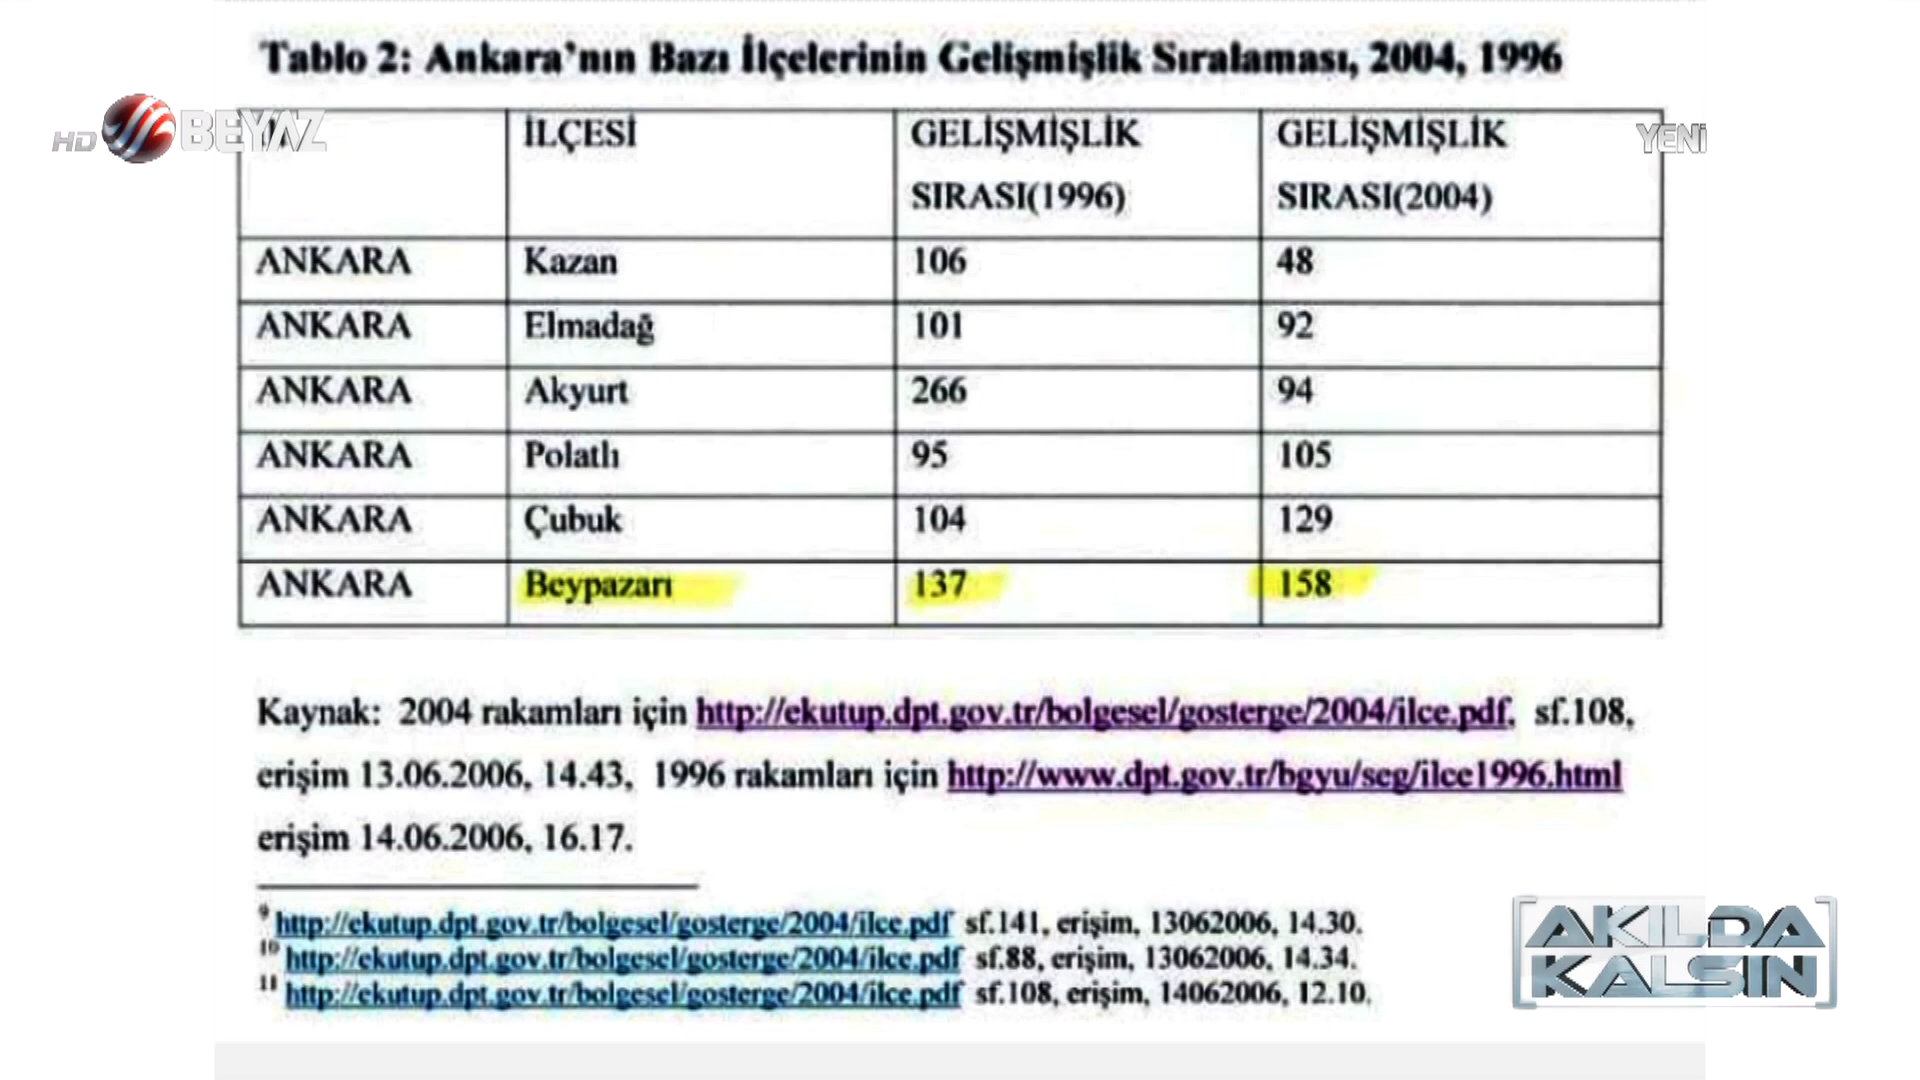 Tablo 2: Ankara'nın Bazı İlçelerinin Gelişmişlik Sıralaması, 2004, 1996
HD BEYAZ
YENİ
İLÇESİ GELİŞMİŞLİK SIRASI(1996) GELİŞMİŞLİK SIRASI(2004)
ANKARA Kazan 106 48
ANKARA Elmadağ 101 92
ANKARA Akyurt 266 94
ANKARA Polatlı 95 105
ANKARA Çubuk 104 129
ANKARA Beypazarı 137 158
Kaynak: 2004 rakamları için http://ekutup.dpt.gov.tr/bolgesel/gosterge/2004/ilce.pdf, sf.108,
erişim 13.06.2006, 14.43, 1996 rakamları için http://www.dpt.gov.tr/bgyu/seg/ilce1996.html
erişim 14.06.2006, 16.17.
9 http://ekutup.dpt.gov.tr/bolgesel/gosterge/2004/ilce.pdf sf.141, erişim, 13062006, 14.30.
10 http://ekutup.dpt.gov.tr/bolgesel/gosterge/2004/ilce.pdf sf.88, erişim, 13062006, 14.34.
11 http://ekutup.dpt.gov.tr/bolgesel/gosterge/2004/ilce.pdf sf.108, erişim, 14062006, 12.10.
AKILDA
KALSIN